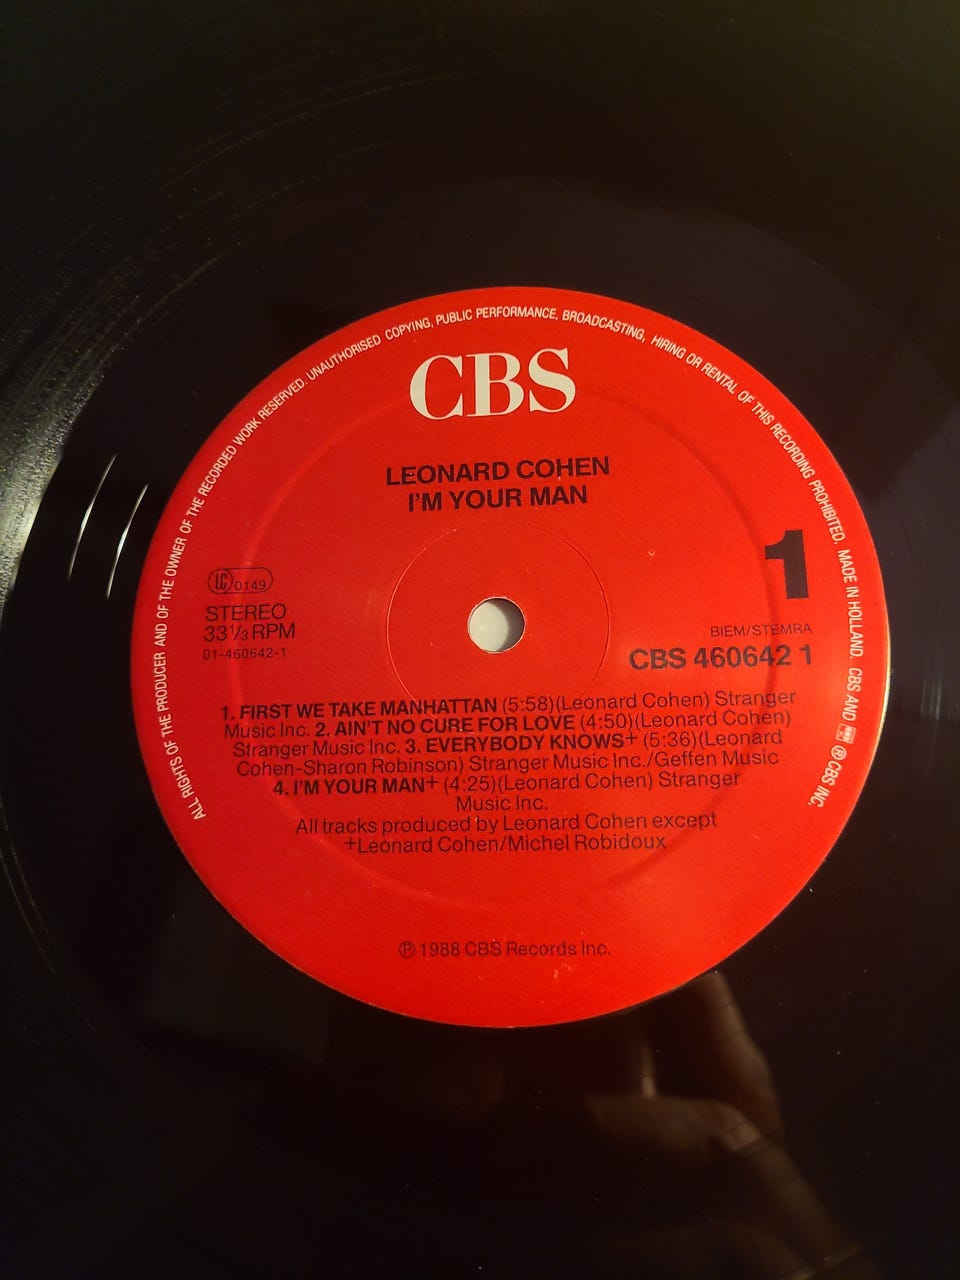 ALL RIGHTS OF THE PRODUCER AND OF THE OWNER OF THE RECORDED WORK RESERVED. UNAUTHORISED COPYING, PUBLIC PERFORMANCE, BROADCASTING, HIRING OR RENTAL OF THIS RECORDING PROHIBITED. MADE IN HOLLAND. CBS AND ℗ CBS INC.
CBS
LEONARD COHEN
I'M YOUR MAN
1
LC 0149
STEREO
33⅓ RPM
01-460642-1
BIEM/STEMRA
CBS 460642 1
1. FIRST WE TAKE MANHATTAN (5:58)(Leonard Cohen) Stranger
Music Inc. 2. AIN'T NO CURE FOR LOVE (4:50)(Leonard Cohen)
Stranger Music Inc. 3. EVERYBODY KNOWS+ (5:36)(Leonard
Cohen-Sharon Robinson) Stranger Music Inc./Geffen Music
4. I'M YOUR MAN+ (4:25)(Leonard Cohen) Stranger
Music Inc.
All tracks produced by Leonard Cohen except
+Leonard Cohen/Michel Robidoux
℗ 1988 CBS Records Inc.